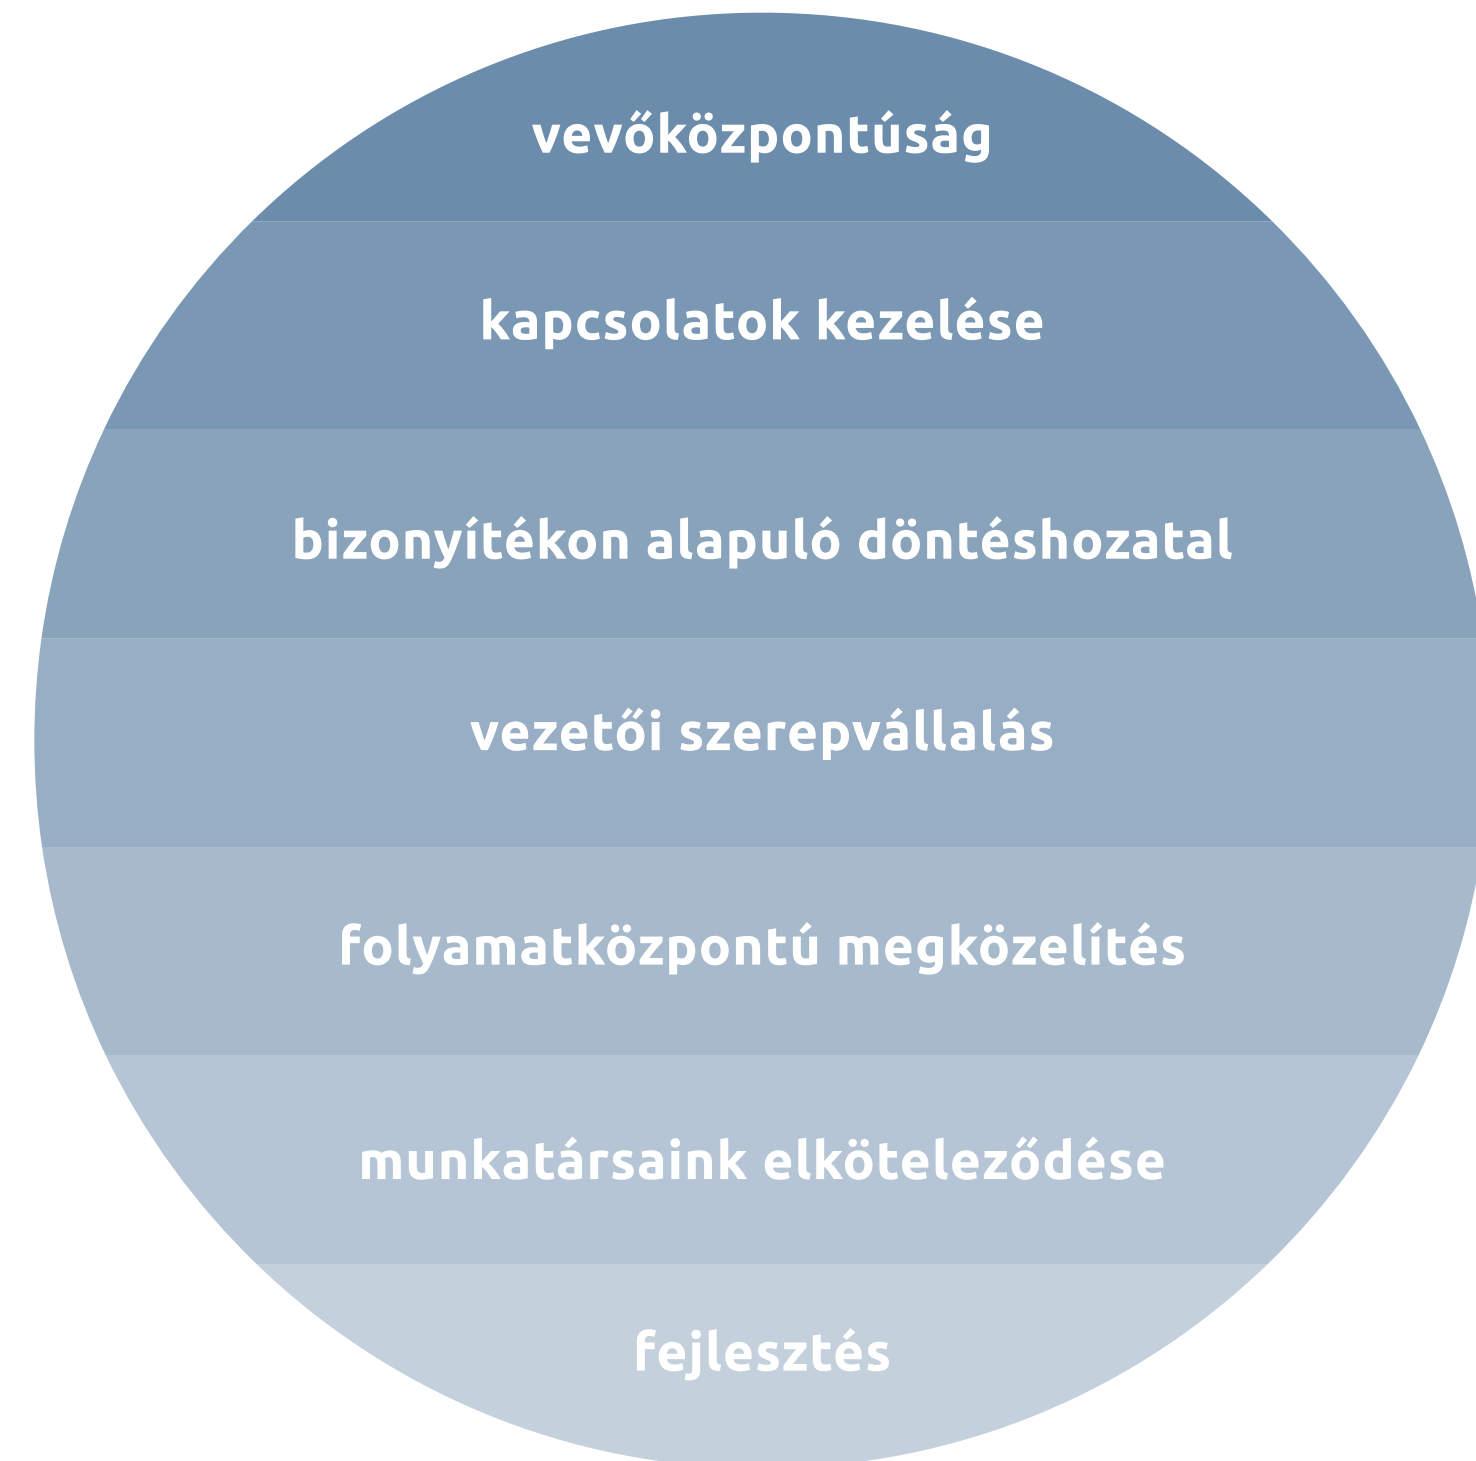 vevőközpontúság
kapcsolatok kezelése
bizonyítékon alapuló döntéshozatal
vezetői szerepvállalás
folyamatközpontú megközelítés
munkatársaink elköteleződése
fejlesztés